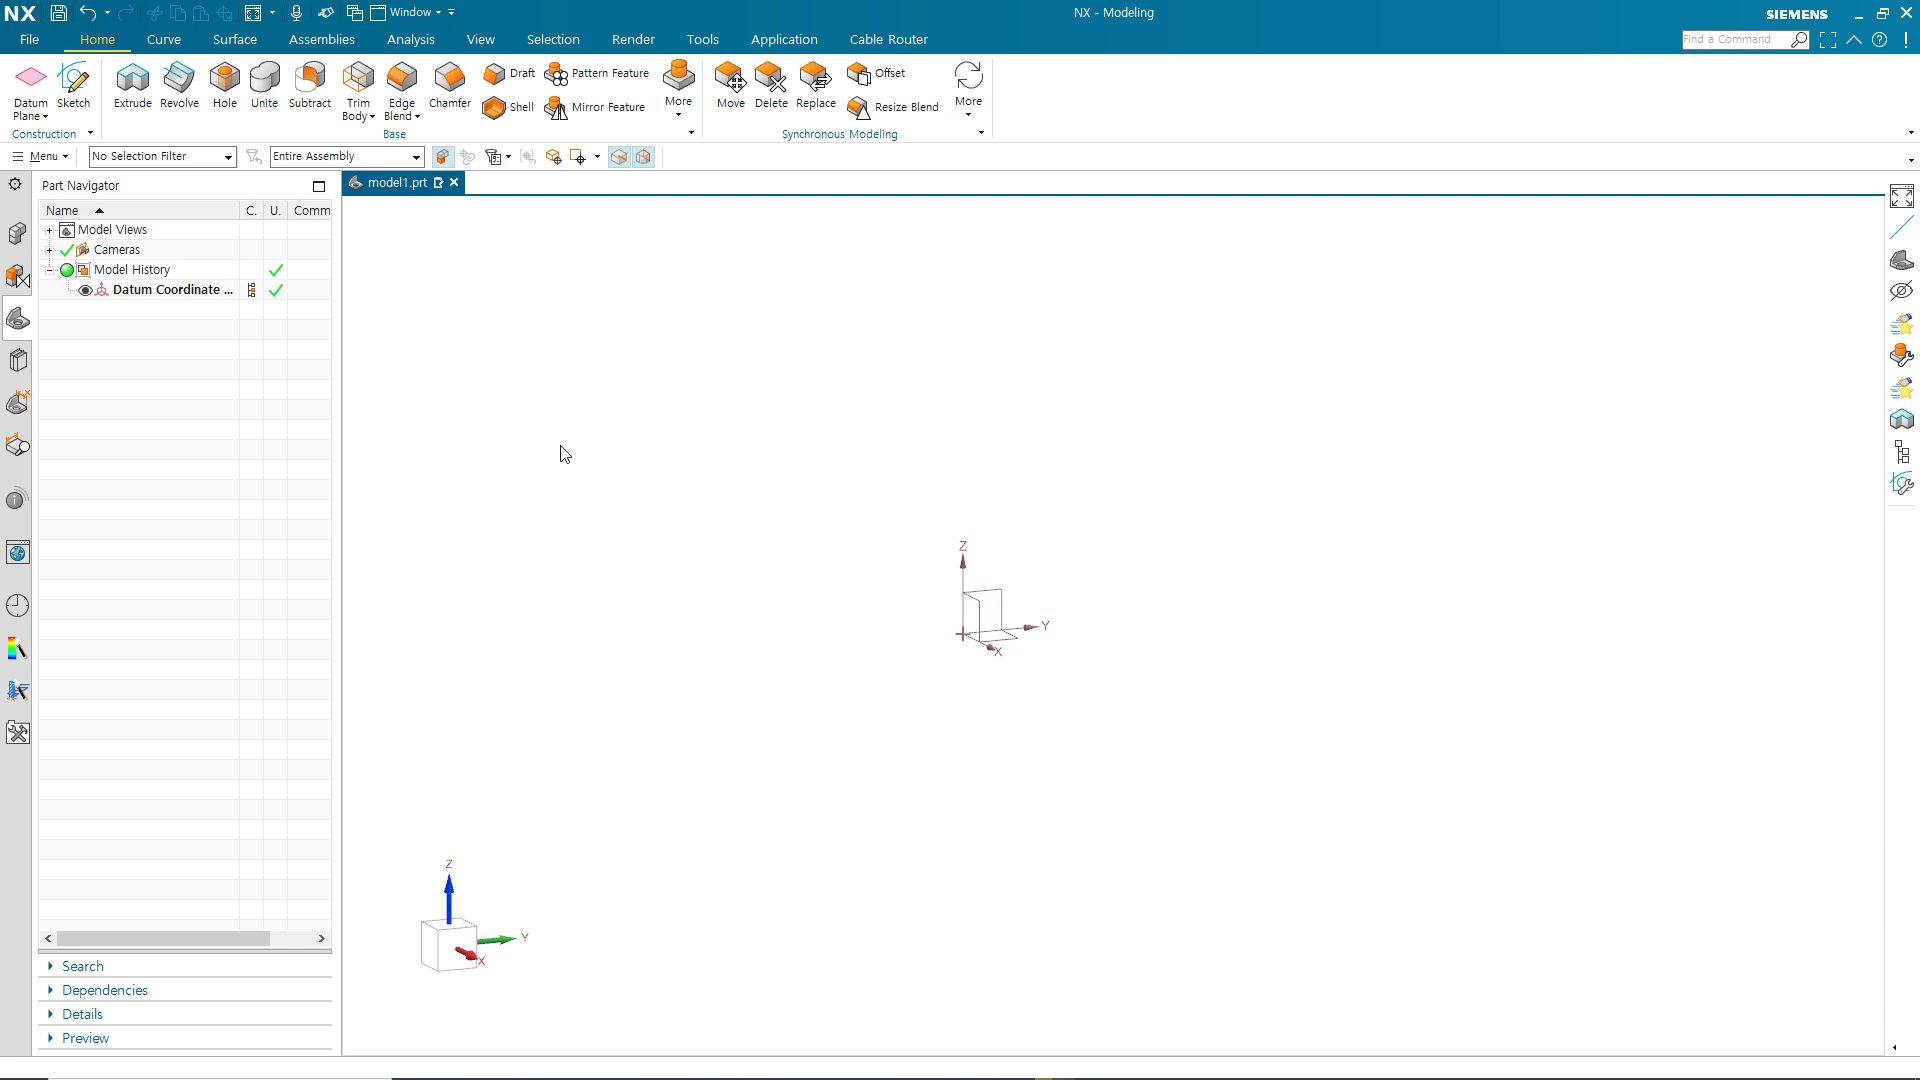 NX
Window
NX - Modeling
SIEMENS
File
Home
Curve
Surface
Assemblies
Analysis
View
Selection
Render
Tools
Application
Cable Router
Find a Command
Datum
Plane
Sketch
Extrude
Revolve
Hole
Unite
Subtract
Trim
Body
Edge
Blend
Chamfer
Draft
Shell
Pattern Feature
Mirror Feature
More
Move
Delete
Replace
Offset
Resize Blend
More
Construction
Base
Synchronous Modeling
Menu
No Selection Filter
Entire Assembly
Part Navigator
model1.prt
Name
C.
U.
Comm
Model Views
Cameras
Model History
Datum Coordinate ...
Z
Y
X
Z
Y
X
Search
Dependencies
Details
Preview